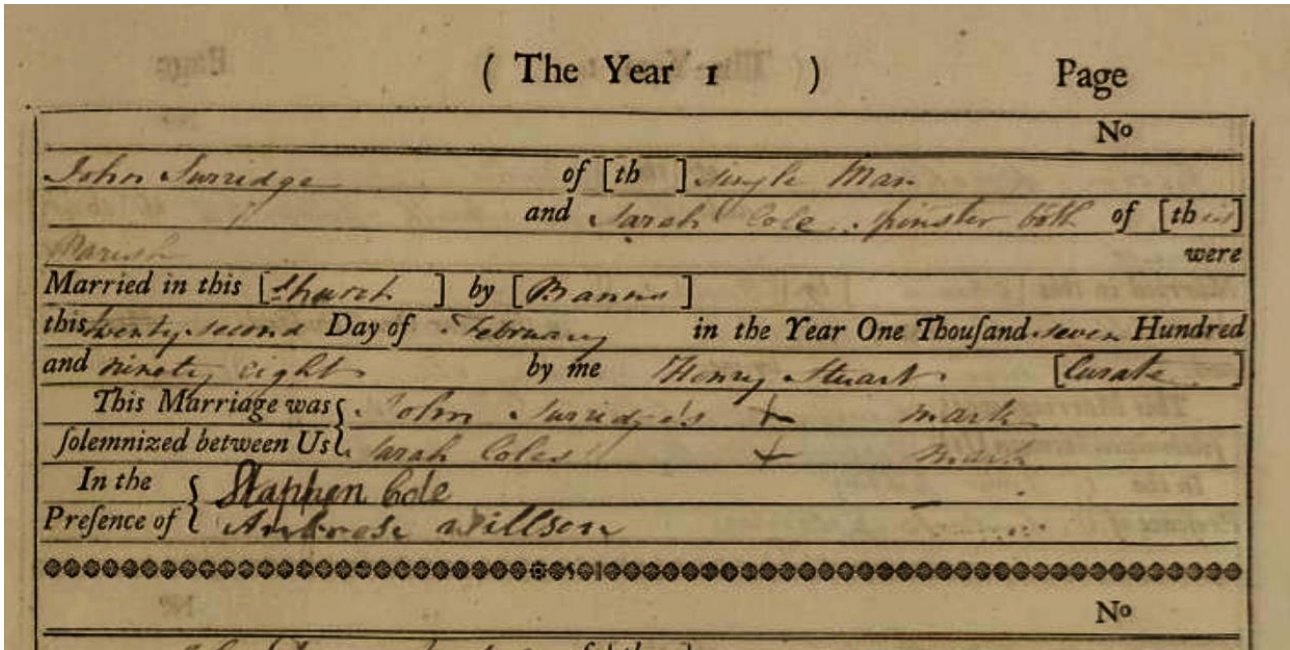 ( The Year 1 ) Page
No
John Surridge of [th ] single Man
and Sarah Cole spinster both of [this]
Parish were
Married in this [Church ] by [Banns ]
this twenty second Day of February in the Year One Thouſand seven Hundred
and ninety eight by me Henry Stuart [Curate ]
This Marriage was { John Surridge's + mark
ſolemnized between Us { Sarah Coles + mark
In the { Staphen Cole
Preſence of { Ambrose Willson
No